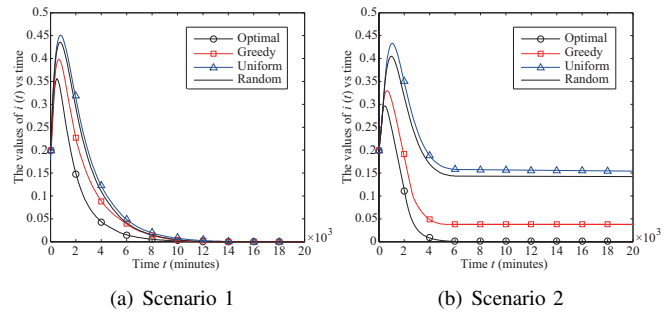 The values of i (t) vs time
0.5
0.45
0.4
0.35
0.3
0.25
0.2
0.15
0.1
0.05
0
Optimal
Greedy
Uniform
Random
0 2 4 6 8 10 12 14 16 18 20
×10³
Time t (minutes)
(a) Scenario 1
The values of i (t) vs time
0.5
0.45
0.4
0.35
0.3
0.25
0.2
0.15
0.1
0.05
0
Optimal
Greedy
Uniform
Random
0 2 4 6 8 10 12 14 16 18 20
×10³
Time t (minutes)
(b) Scenario 2